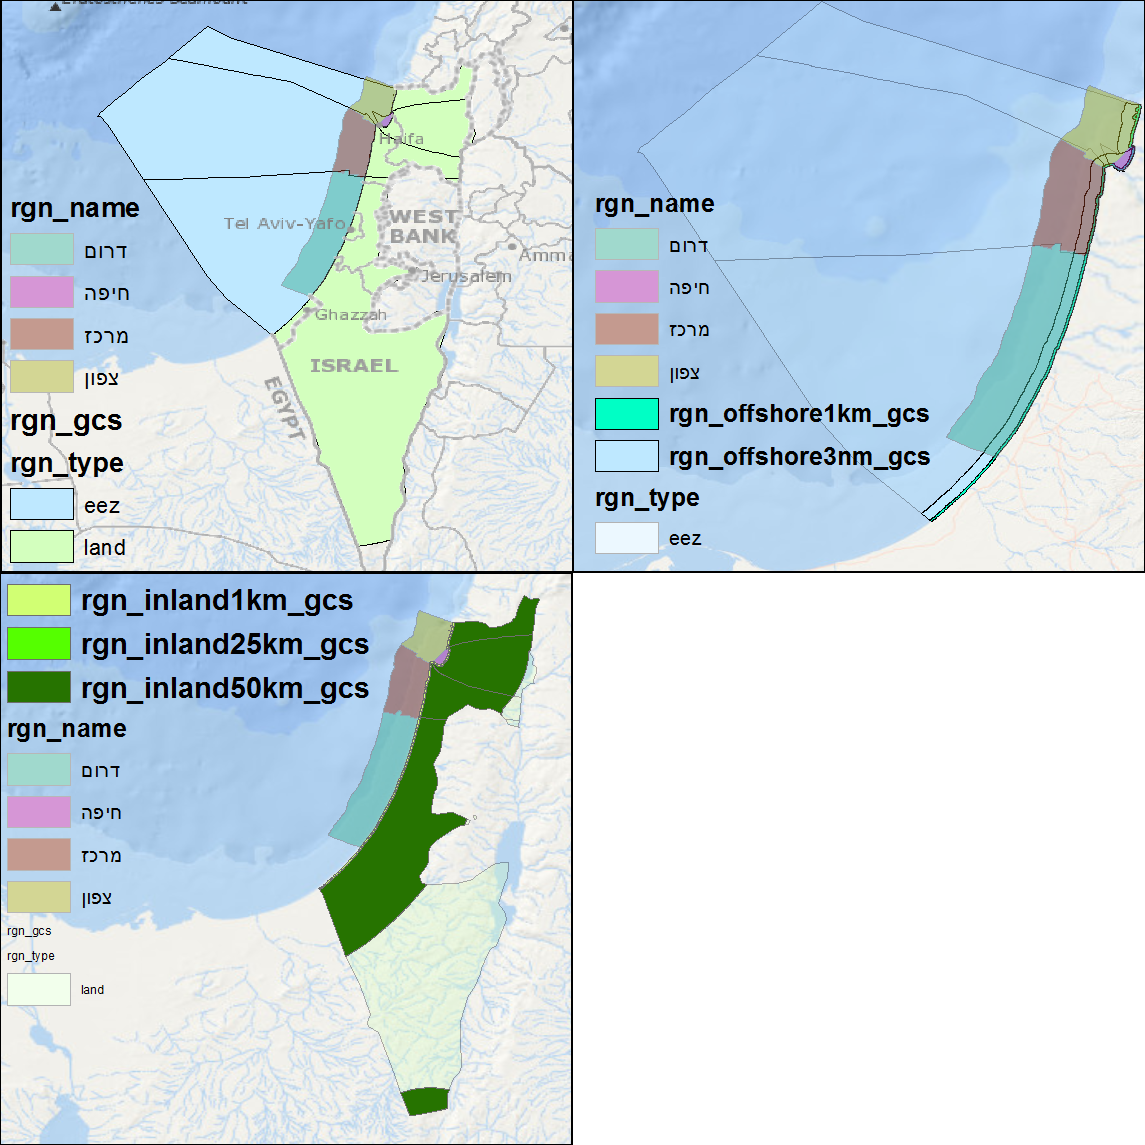 Eratosthenes Seamount
Haifa
Tel Aviv-Yafo
WEST
BANK
Amma
Jerusalem
Ghazzah
ISRAEL
EGYPT
rgn_name
דרום
חיפה
מרכז
צפון
rgn_gcs
rgn_type
eez
land
rgn_name
דרום
חיפה
מרכז
צפון
rgn_offshore1km_gcs
rgn_offshore3nm_gcs
rgn_type
eez
rgn_inland1km_gcs
rgn_inland25km_gcs
rgn_inland50km_gcs
rgn_name
דרום
חיפה
מרכז
צפון
rgn_gcs
rgn_type
land